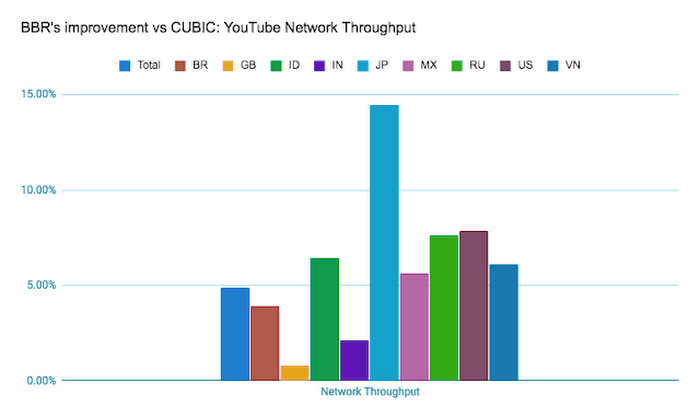 BBR's improvement vs CUBIC: YouTube Network Throughput
Total BR GB ID IN JP MX RU US VN
15.00%
10.00%
5.00%
0.00%
Network Throughput